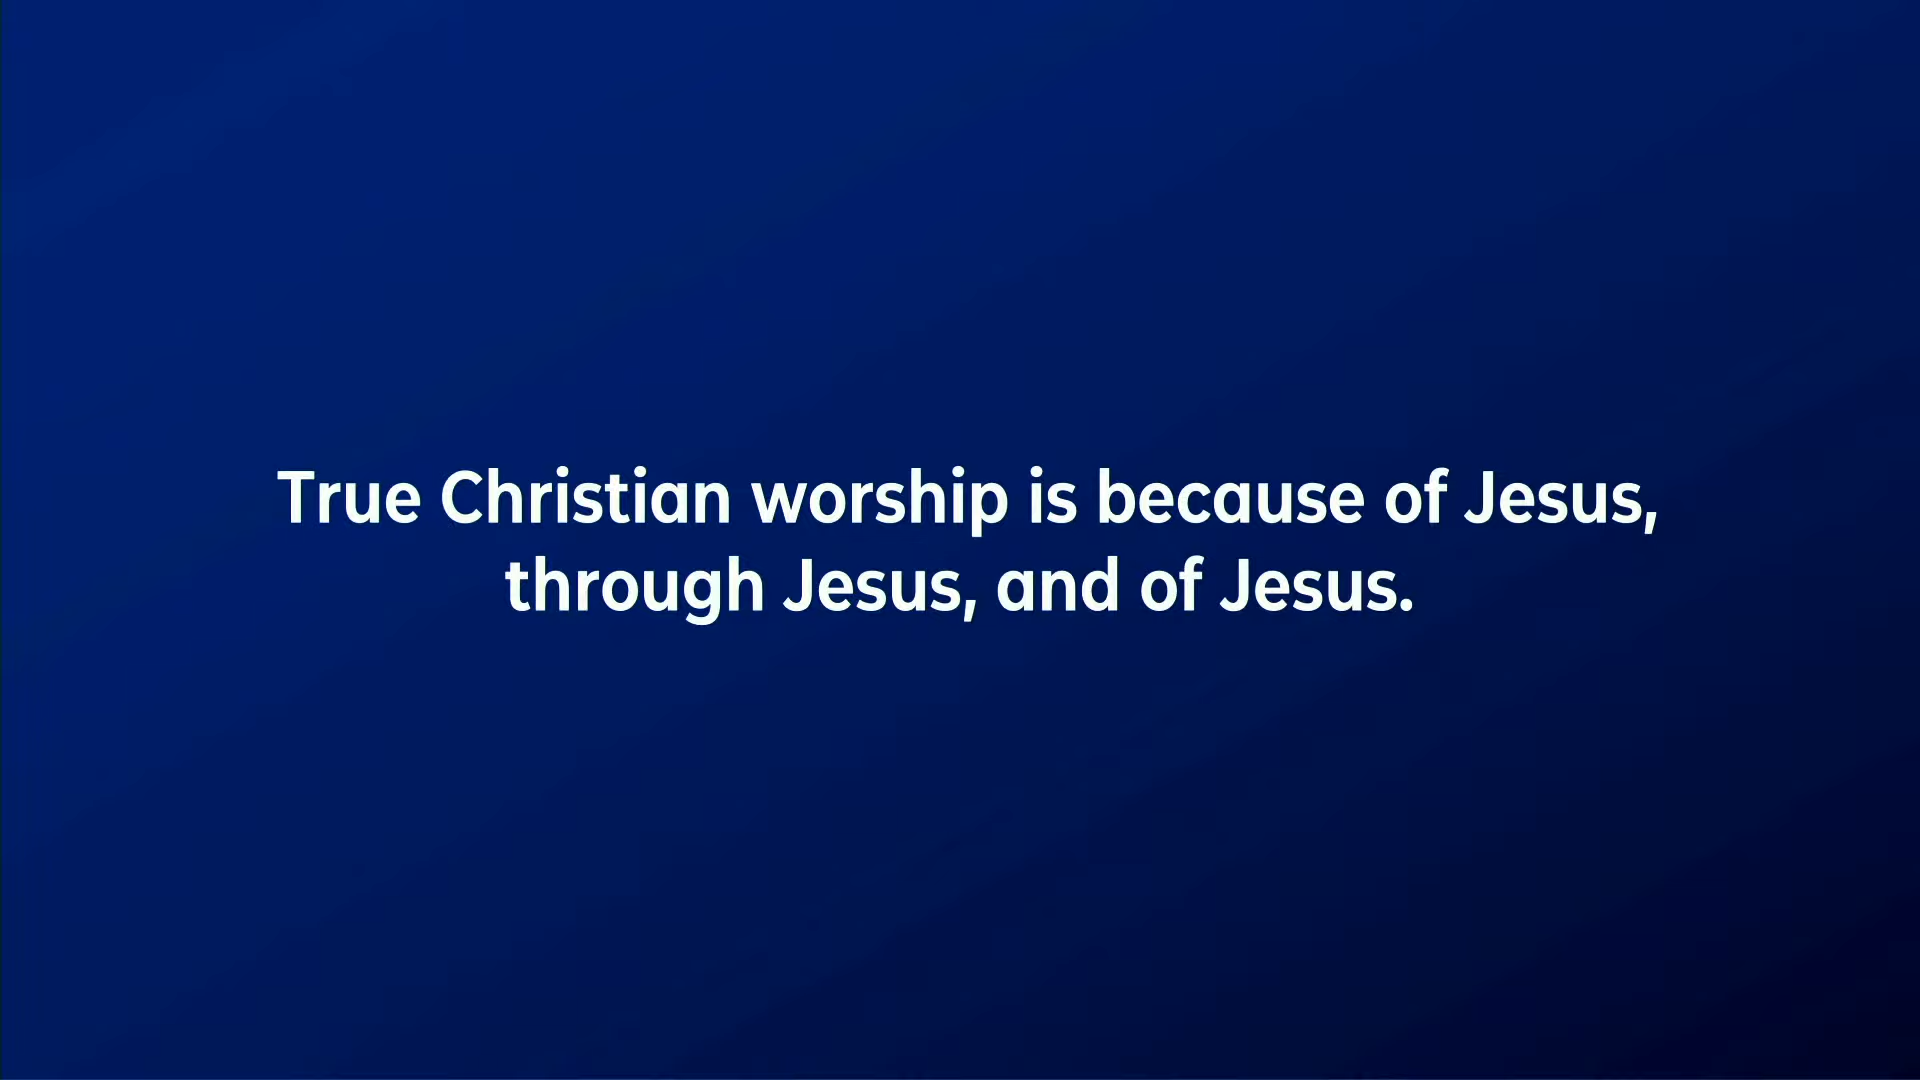 True Christian worship is because of Jesus,
through Jesus, and of Jesus.